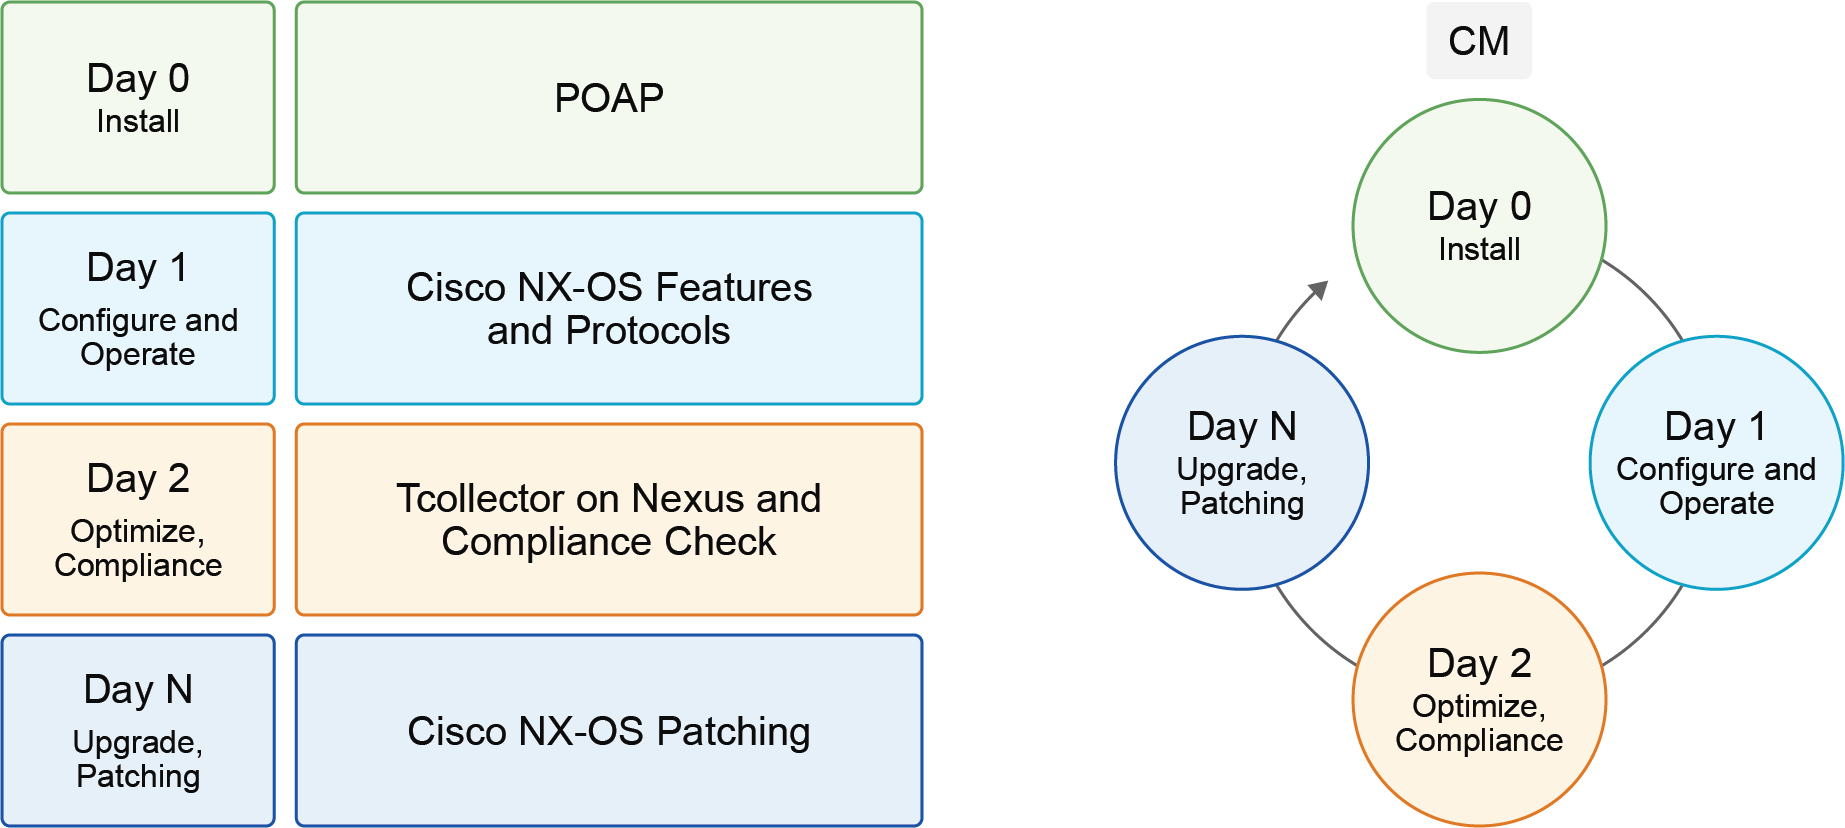 Day 0
Install
POAP
Day 1
Configure and
Operate
Cisco NX-OS Features
and Protocols
Day 2
Optimize,
Compliance
Tcollector on Nexus and
Compliance Check
Day N
Upgrade,
Patching
Cisco NX-OS Patching
CM
Day 0
Install
Day 1
Configure and
Operate
Day 2
Optimize,
Compliance
Day N
Upgrade,
Patching